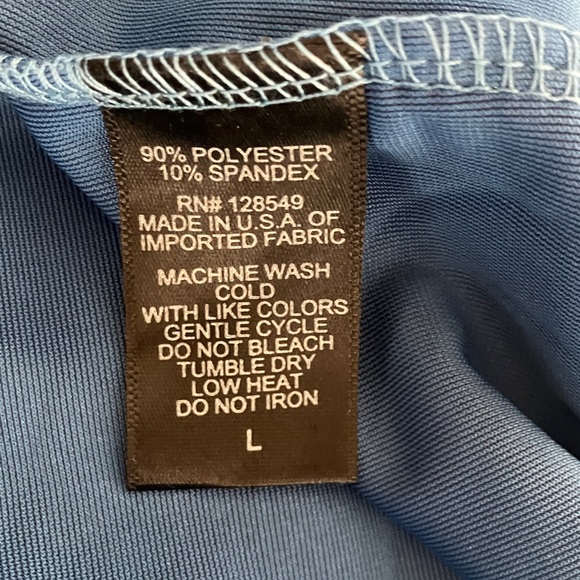 90% POLYESTER
10% SPANDEX
RN# 128549
MADE IN U.S.A. OF
IMPORTED FABRIC
MACHINE WASH
COLD
WITH LIKE COLORS
GENTLE CYCLE
DO NOT BLEACH
TUMBLE DRY
LOW HEAT
DO NOT IRON
L